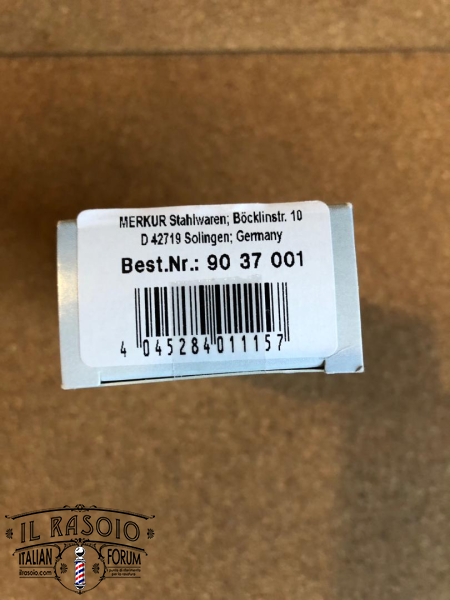 MERKUR Stahlwaren; Böcklinstr. 10
D 42719 Solingen; Germany
Best.Nr.: 90 37 001
4 045284 011157
IL RASOIO
ITALIAN FORUM
ilrasoio.com